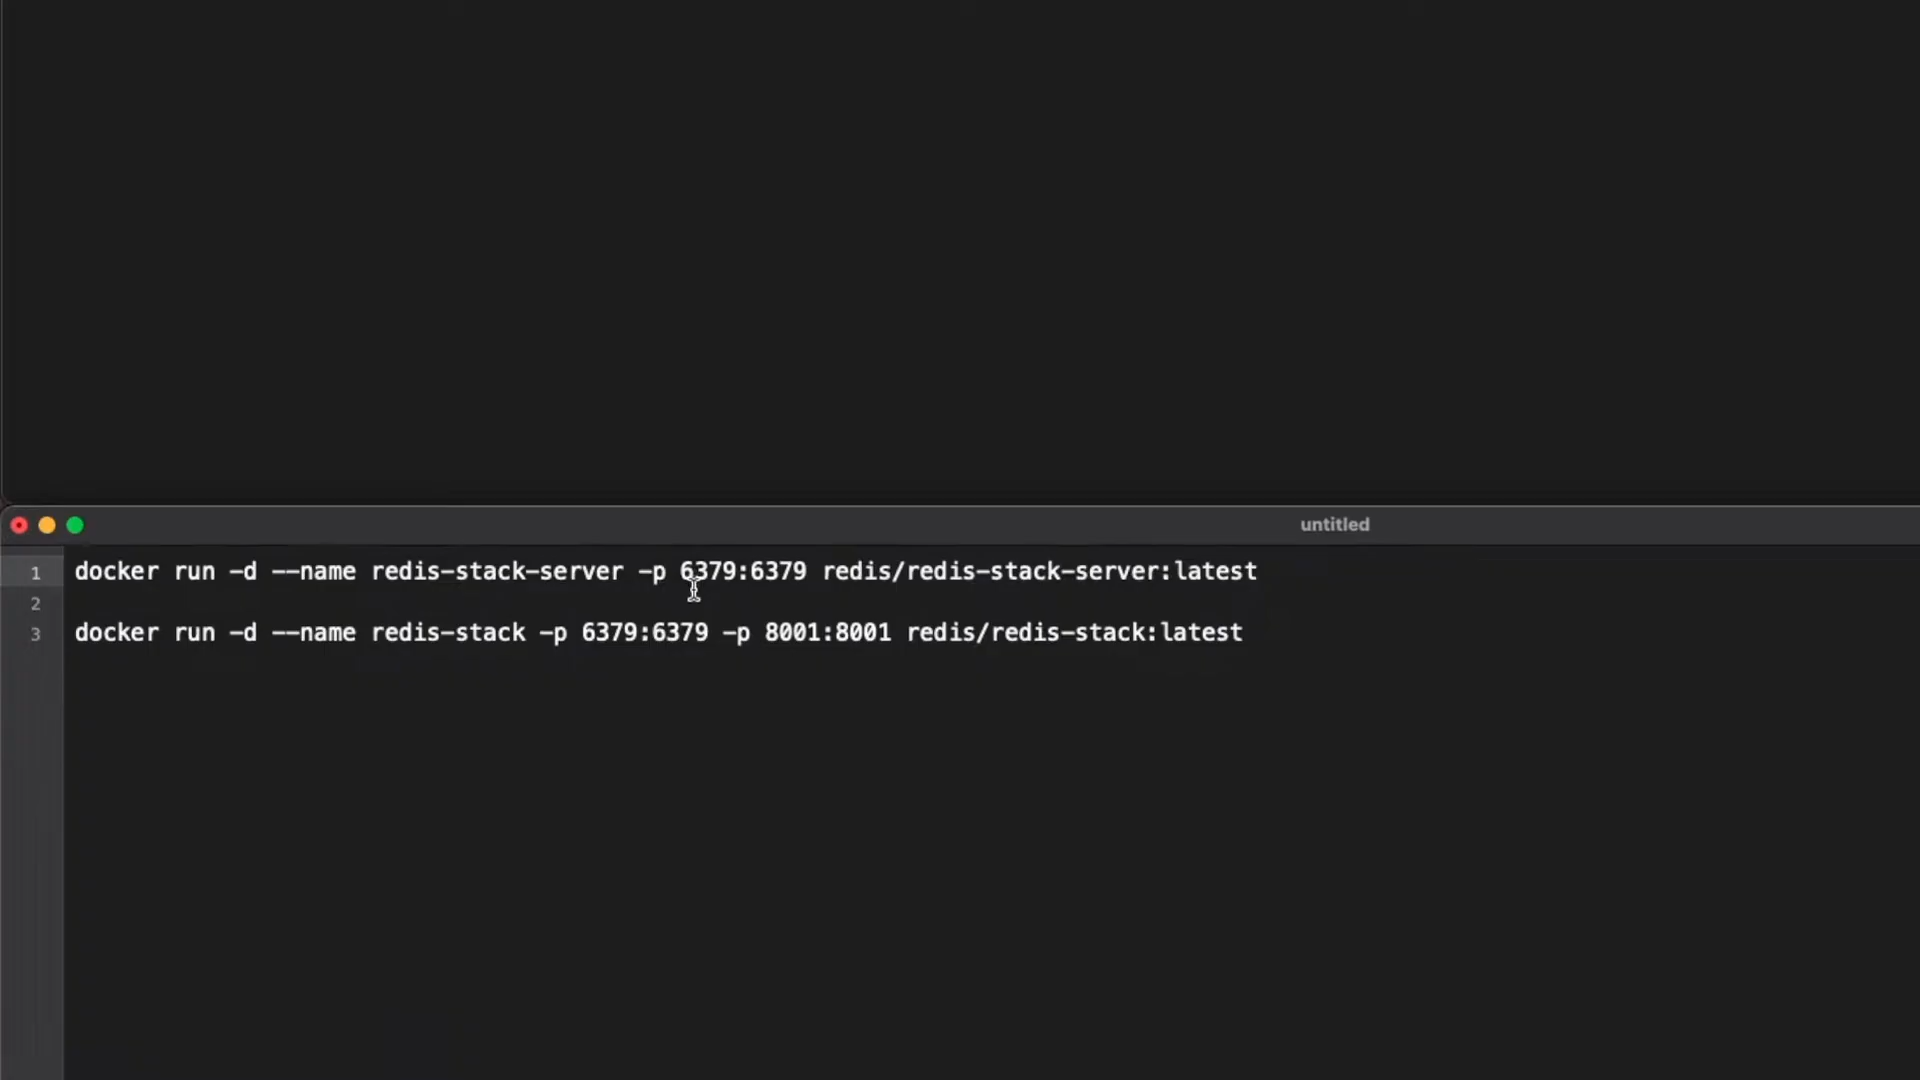 untitled
1 docker run -d --name redis-stack-server -p 6379:6379 redis/redis-stack-server:latest
2
3 docker run -d --name redis-stack -p 6379:6379 -p 8001:8001 redis/redis-stack:latest